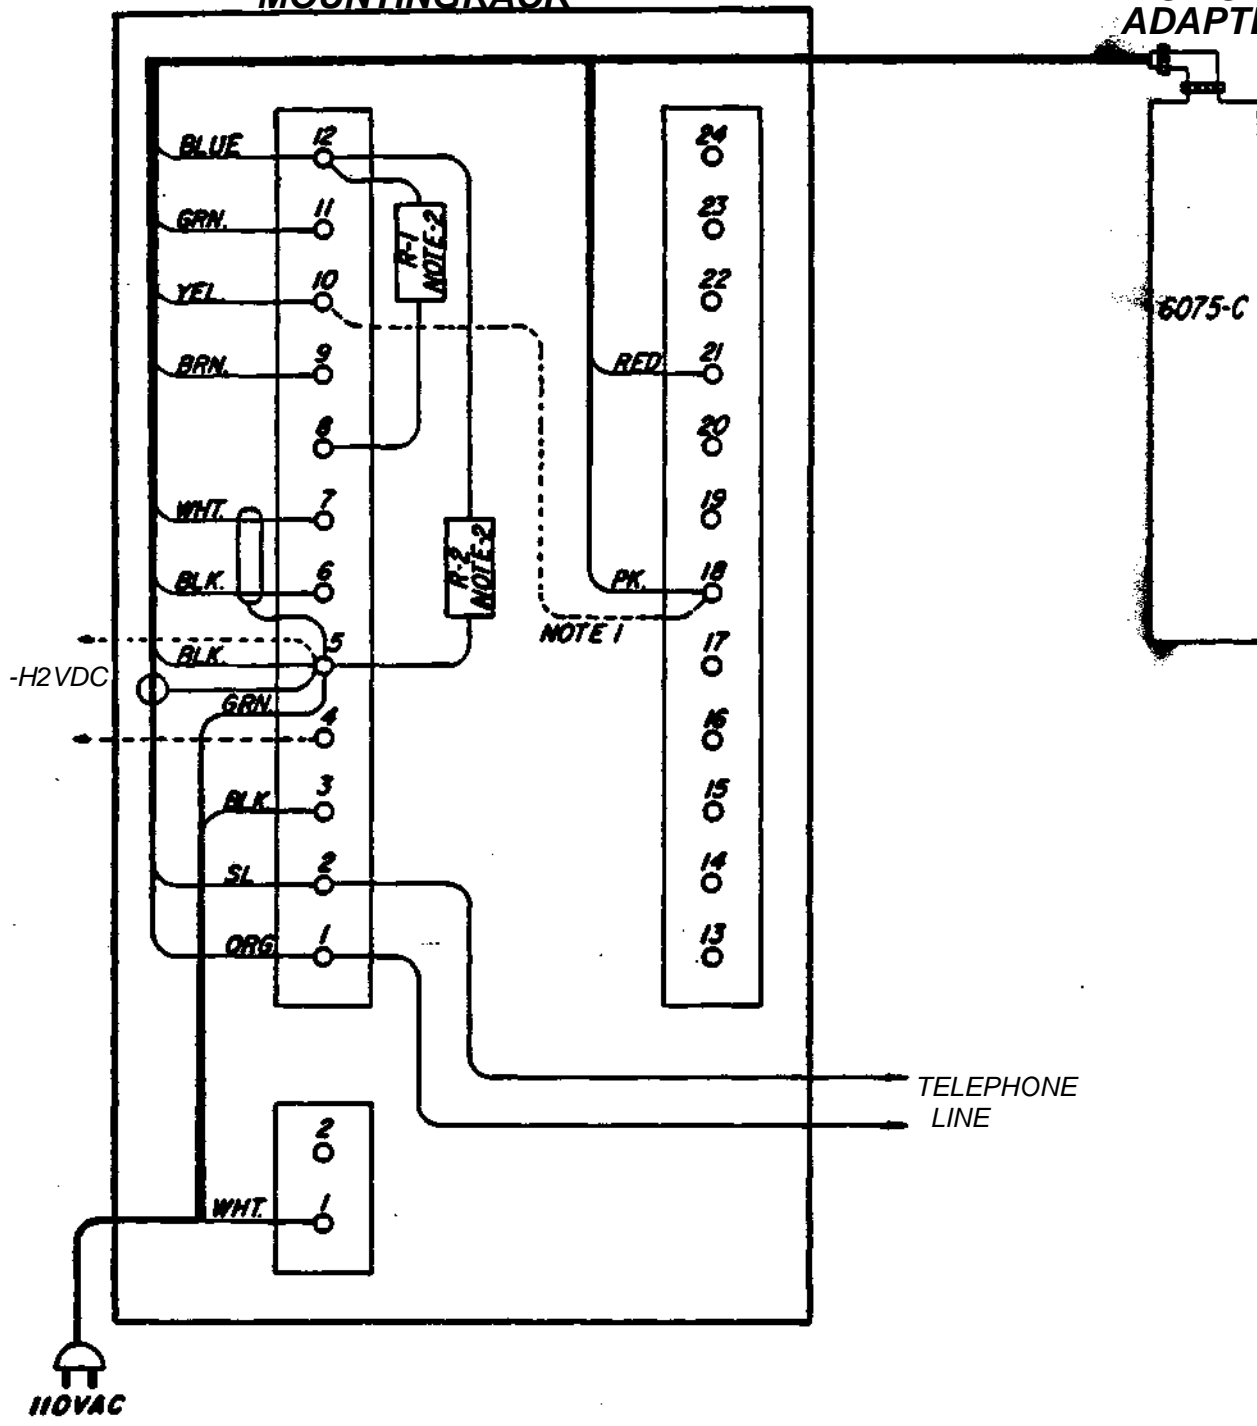 MOUNTINGRACK
BLUE
12
24
GRN.
11
23
R-1
NOTE-2
YEL.
10
22
6075-C
BRN.
9
RED
21
8
20
WHT.
7
19
R-2
NOTE-2
BLK.
6
PK.
18
NOTE 1
BLK.
5
17
-H2VDC
GRN.
4
16
BLK
3
15
SL
2
14
ORG
1
13
TELEPHONE
LINE
2
WHT.
1
110VAC